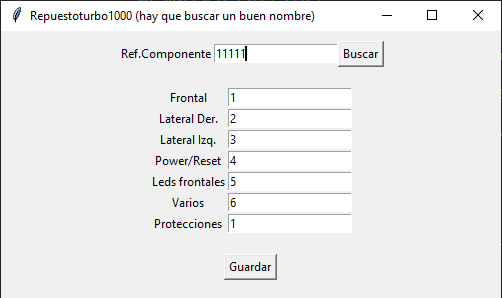 Repuestoturbo1000 (hay que buscar un buen nombre)
Ref.Componente 11111 Buscar
Frontal 1
Lateral Der. 2
Lateral Izq. 3
Power/Reset 4
Leds frontales 5
Varios 6
Protecciones 1
Guardar